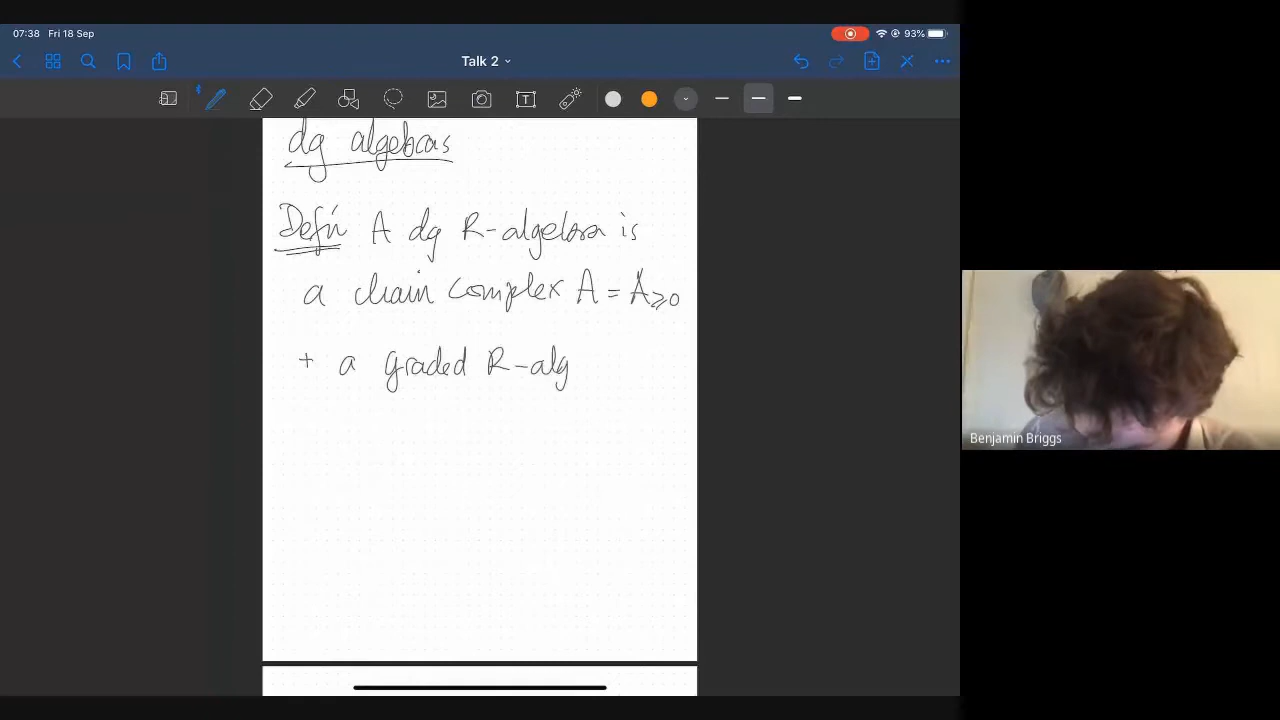 07:38 Fri 18 Sep
93%
Talk 2
T
dg algebras
Defn A dg R-algebra is
a chain complex A = A≥0
+ a graded R-alg
Benjamin Briggs